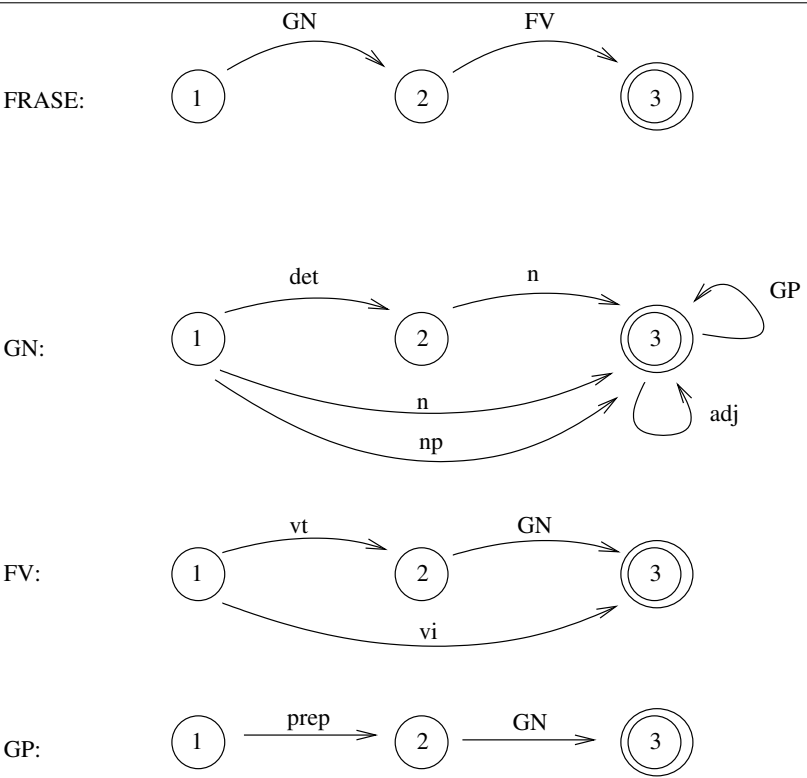 GN FV
FRASE: 1 2 3
det n GP
GN: 1 2 3
n adj
np
vt GN
FV: 1 2 3
vi
prep GN
GP: 1 2 3